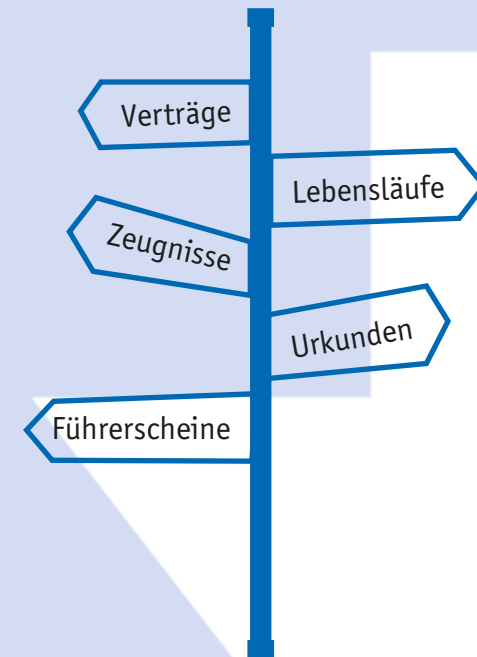 Verträge
Lebensläufe
Zeugnisse
Urkunden
Führerscheine